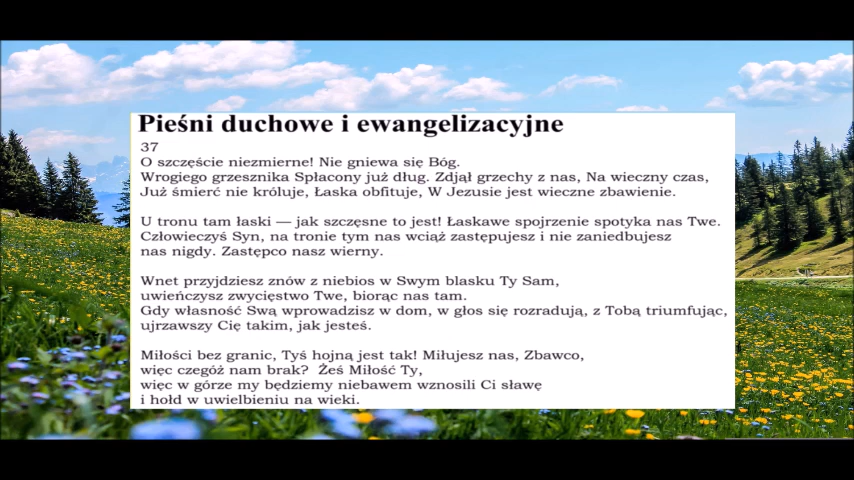 Pieśni duchowe i ewangelizacyjne
37
O szczęście niezmierne! Nie gniewa się Bóg.
Wrogiego grzesznika Spłacony już dług. Zdjął grzechy z nas, Na wieczny czas,
Już śmierć nie króluje, Łaska obfituje, W Jezusie jest wieczne zbawienie.
U tronu tam łaski — jak szczęsne to jest! Łaskawe spojrzenie spotyka nas Twe.
Człowieczyś Syn, na tronie tym nas wciąż zastępujesz i nie zaniedbujesz
nas nigdy. Zastępco nasz wierny.
Wnet przyjdziesz znów z niebios w Swym blasku Ty Sam,
uwieńczysz zwycięstwo Twe, biorąc nas tam.
Gdy własność Swą wprowadzisz w dom, w głos się rozradują, z Tobą triumfując,
ujrzawszy Cię takim, jak jesteś.
Miłości bez granic, Tyś hojną jest tak! Miłujesz nas, Zbawco,
więc czegóż nam brak? Żeś Miłość Ty,
więc w górze my będziemy niebawem wznosili Ci sławę
i hołd w uwielbieniu na wieki.